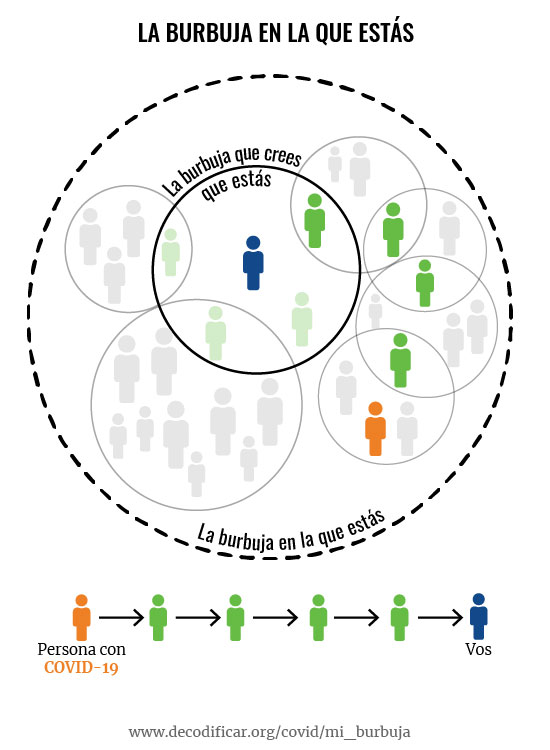 LA BURBUJA EN LA QUE ESTÁS
La burbuja que crees
que estás
La burbuja en la que estás
Persona con
COVID-19
Vos
www.decodificar.org/covid/mi_burbuja